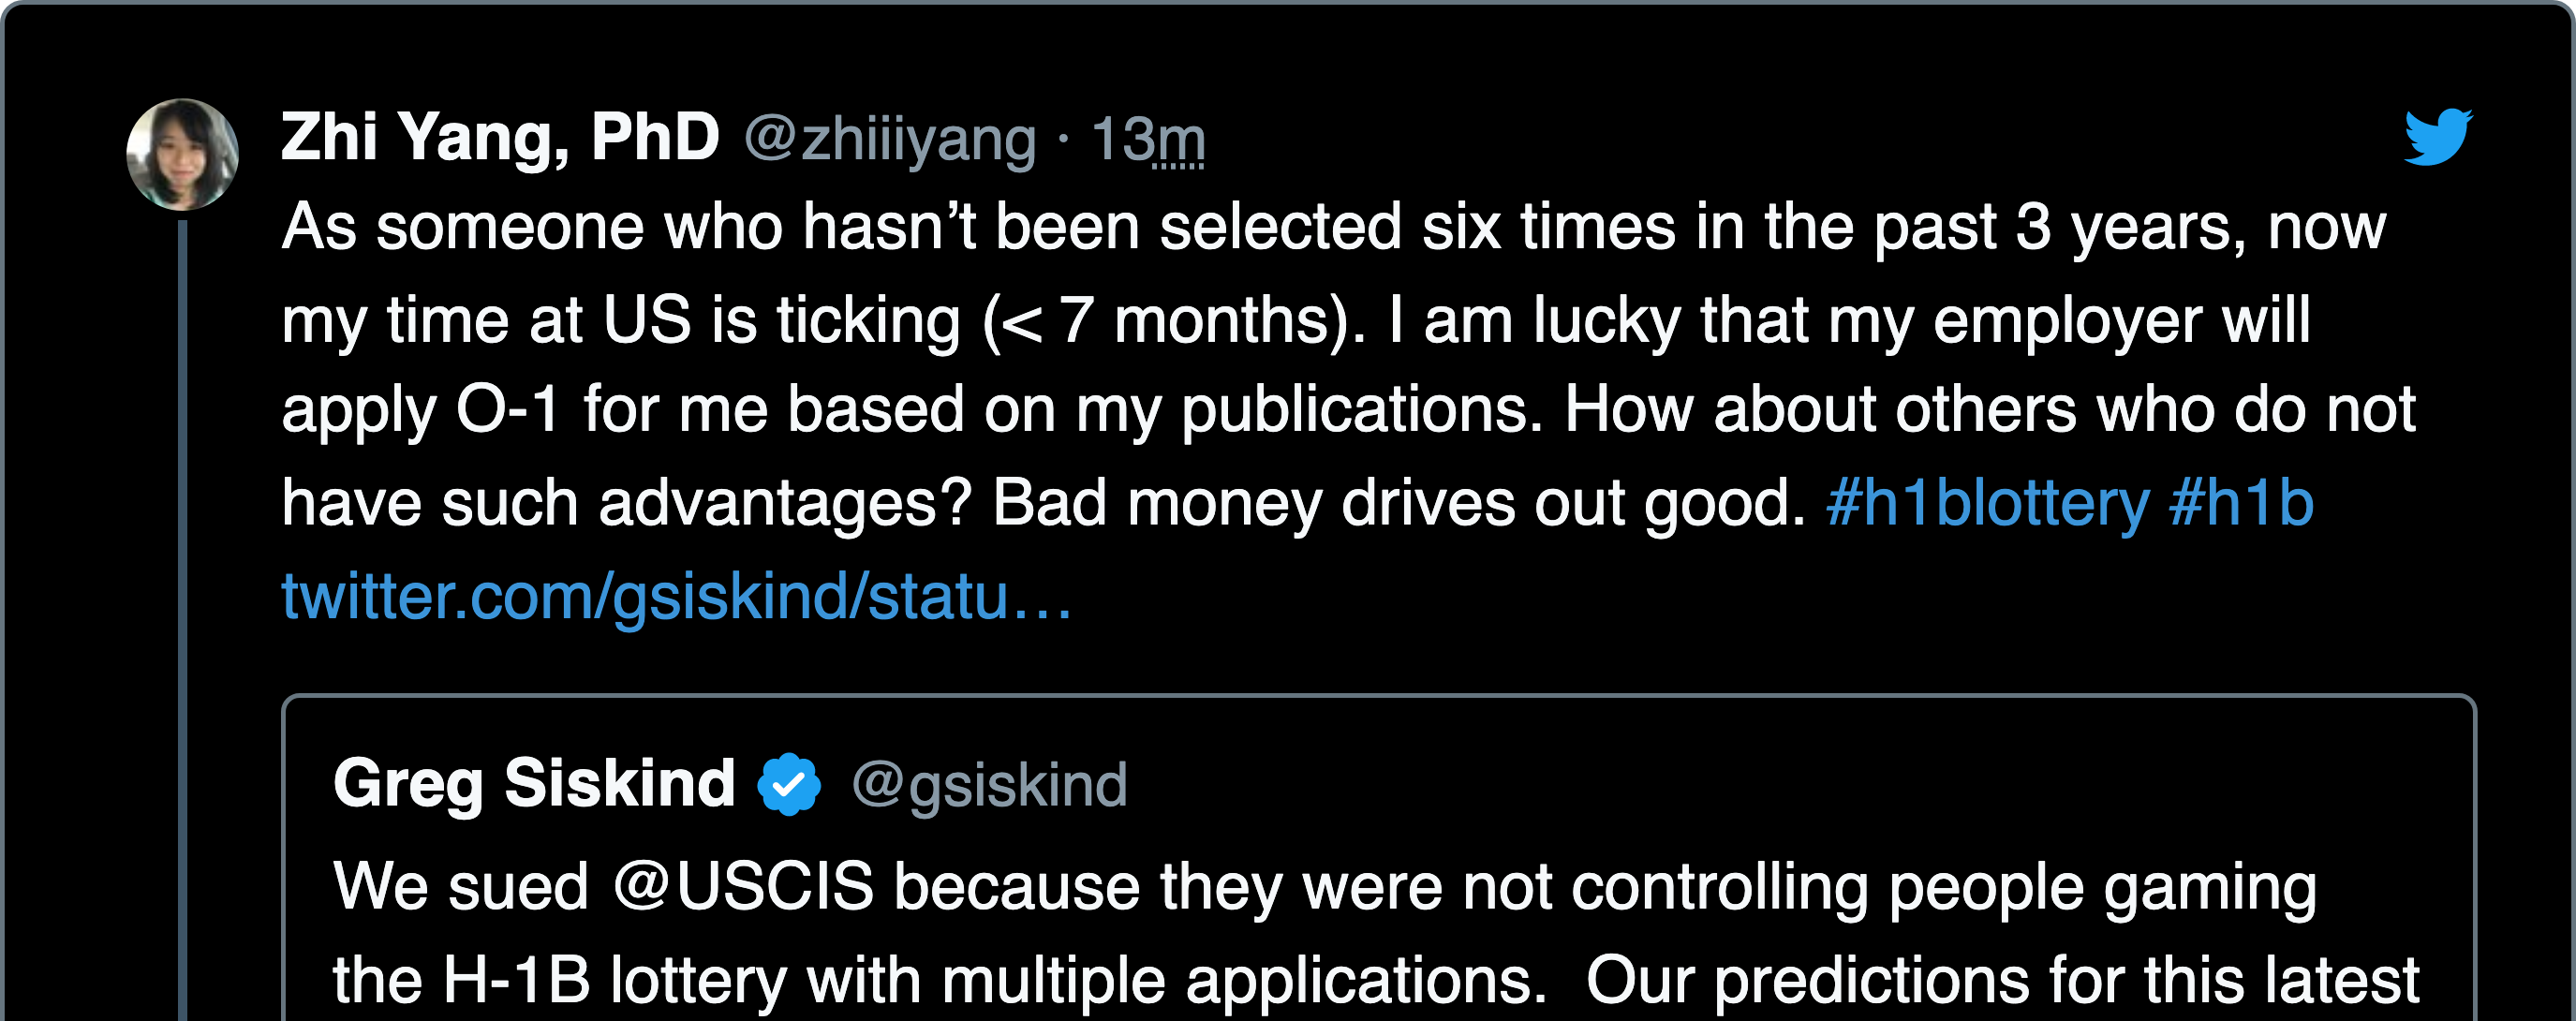 Zhi Yang, PhD @zhiiiyang · 13m
As someone who hasn’t been selected six times in the past 3 years, now
my time at US is ticking (< 7 months). I am lucky that my employer will
apply O-1 for me based on my publications. How about others who do not
have such advantages? Bad money drives out good. #h1blottery #h1b
twitter.com/gsiskind/statu…
Greg Siskind @gsiskind
We sued @USCIS because they were not controlling people gaming
the H-1B lottery with multiple applications.  Our predictions for this latest